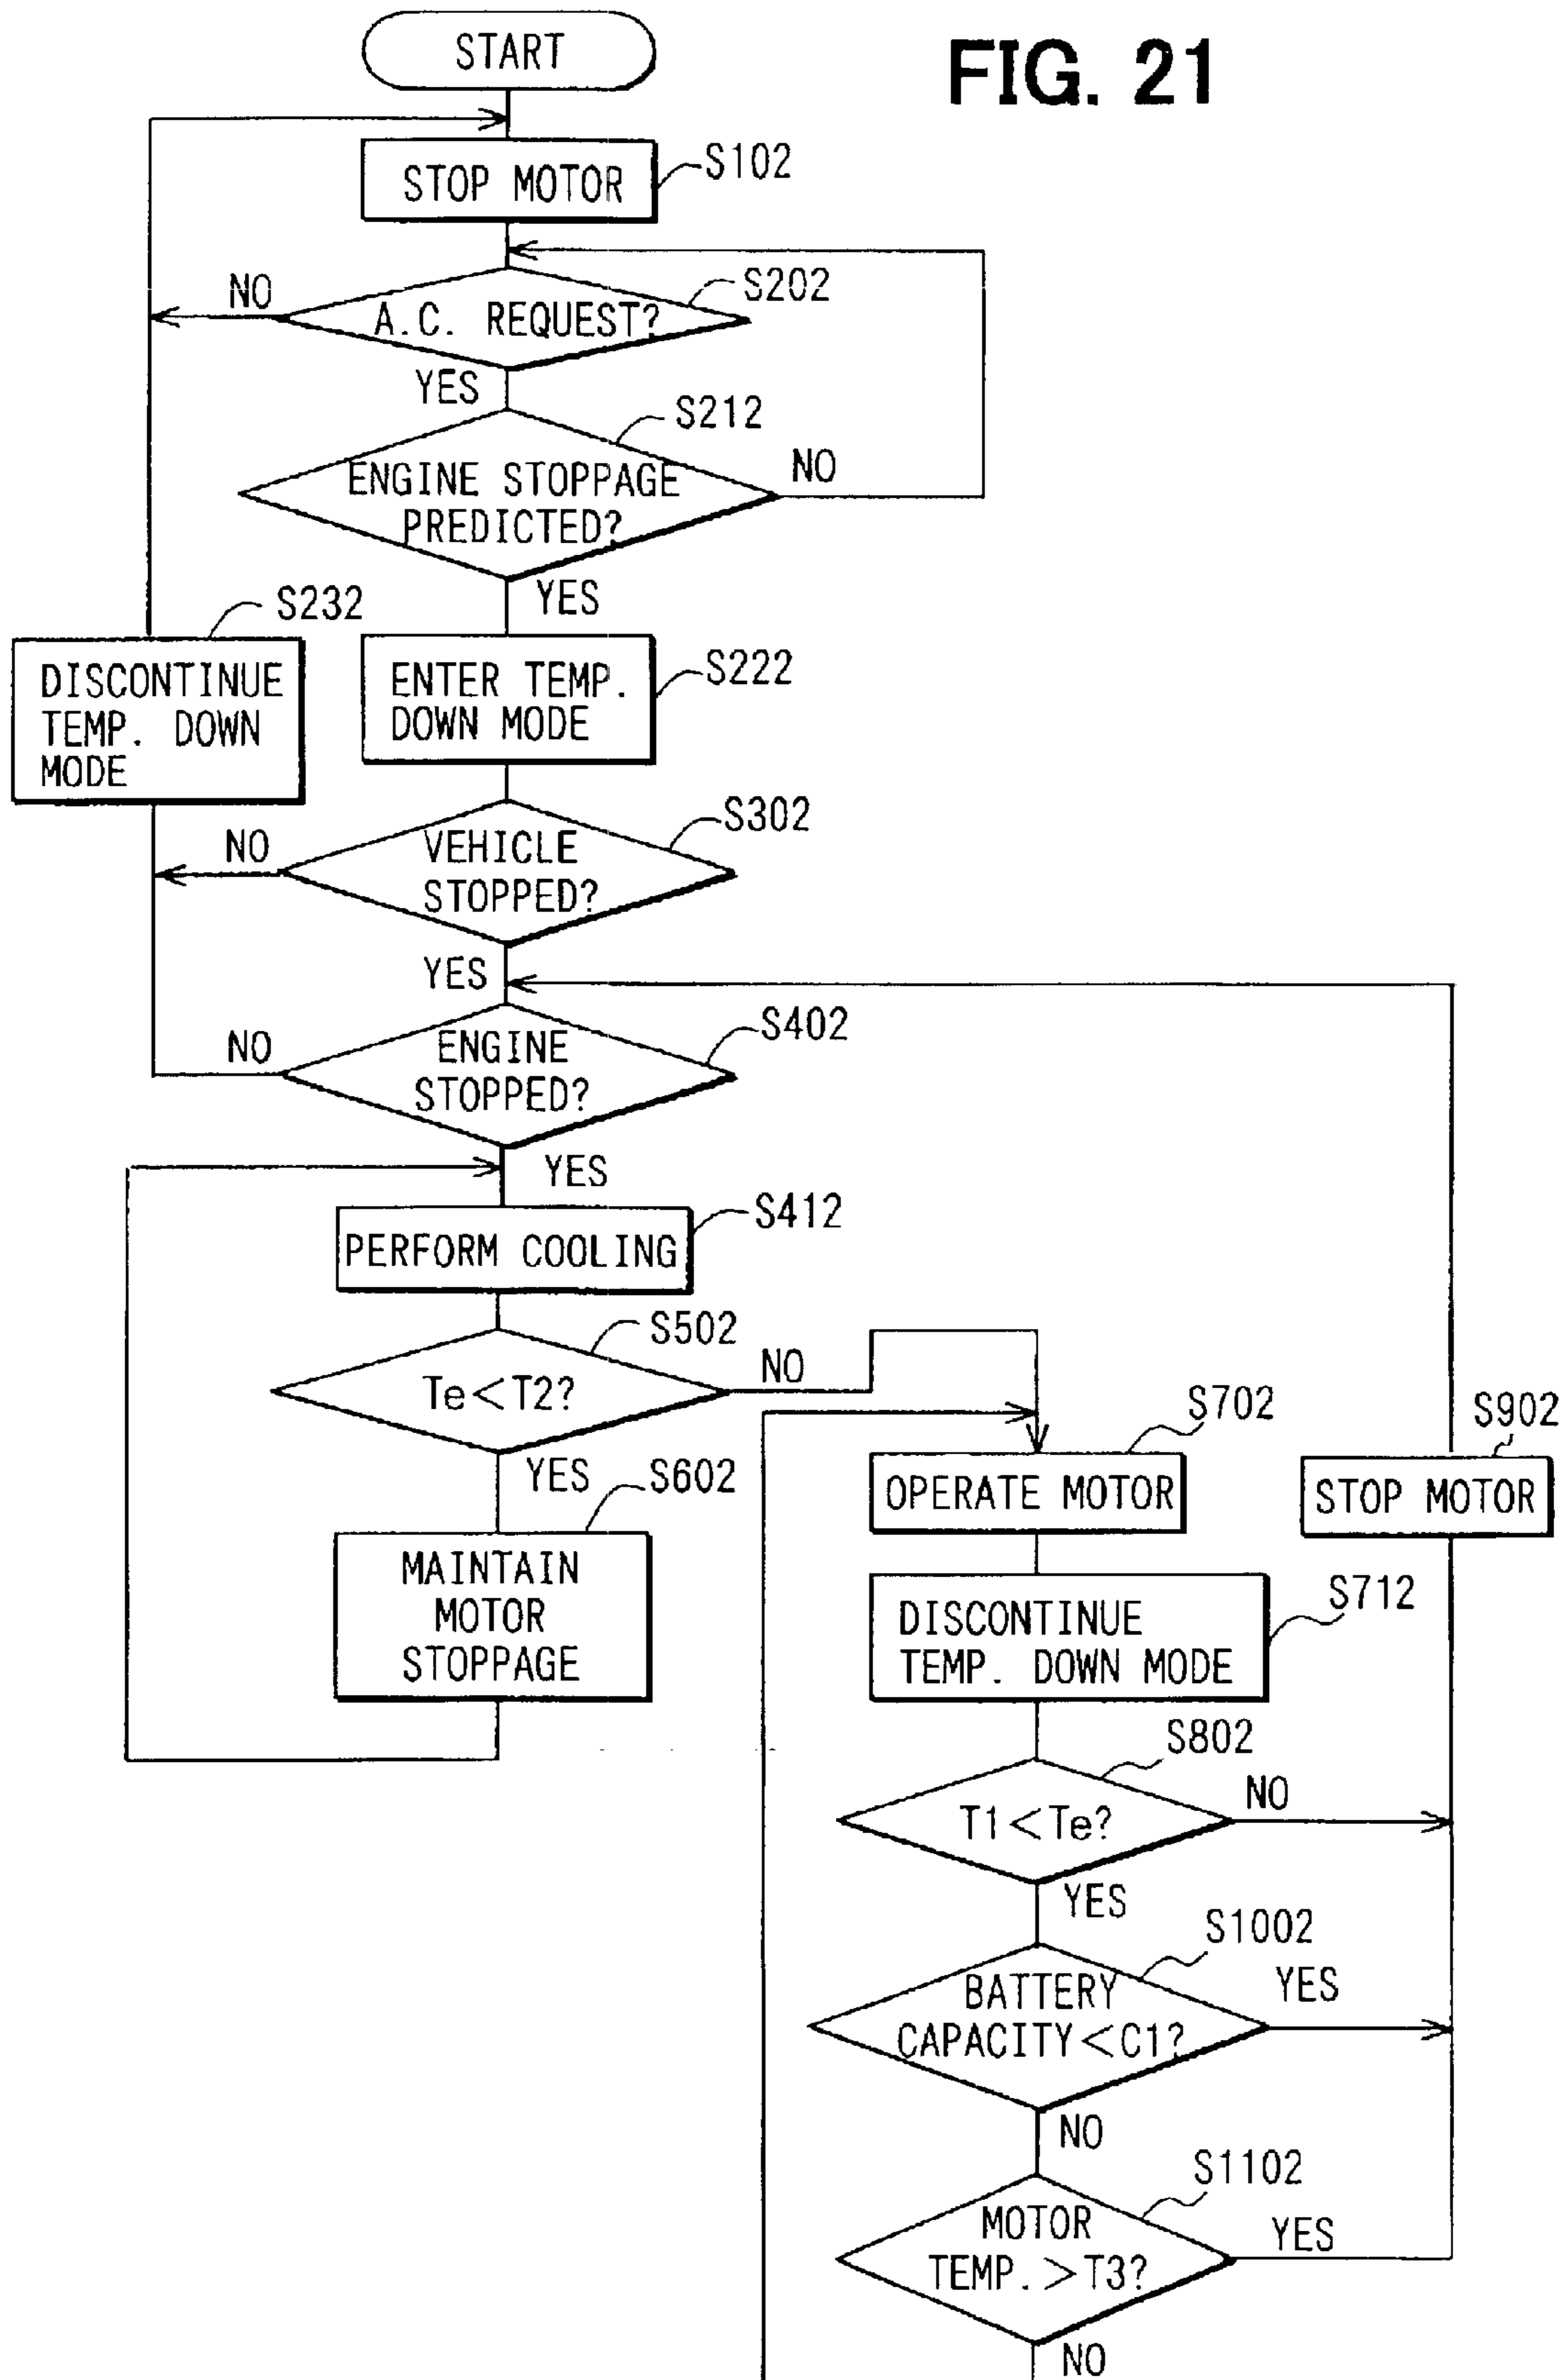 FIG. 21
START
STOP MOTOR
S102
A.C. REQUEST?
S202
NO
YES
ENGINE STOPPAGE
PREDICTED?
S212
NO
YES
DISCONTINUE
TEMP. DOWN
MODE
S232
ENTER TEMP.
DOWN MODE
S222
VEHICLE
STOPPED?
S302
NO
YES
ENGINE
STOPPED?
S402
NO
YES
PERFORM COOLING
S412
Te<T2?
S502
NO
YES
MAINTAIN
MOTOR
STOPPAGE
S602
OPERATE MOTOR
S702
STOP MOTOR
S902
DISCONTINUE
TEMP. DOWN MODE
S712
T1<Te?
S802
NO
YES
BATTERY
CAPACITY<C1?
S1002
YES
NO
MOTOR
TEMP.>T3?
S1102
YES
NO